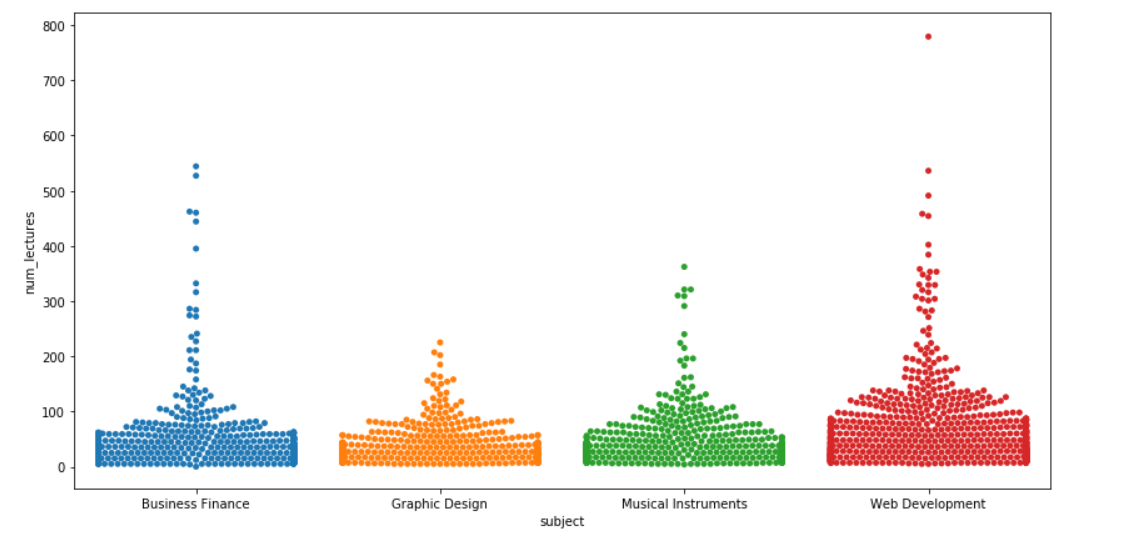 800
700
600
500
400
300
200
100
0
num_lectures
Business Finance
Graphic Design
Musical Instruments
Web Development
subject